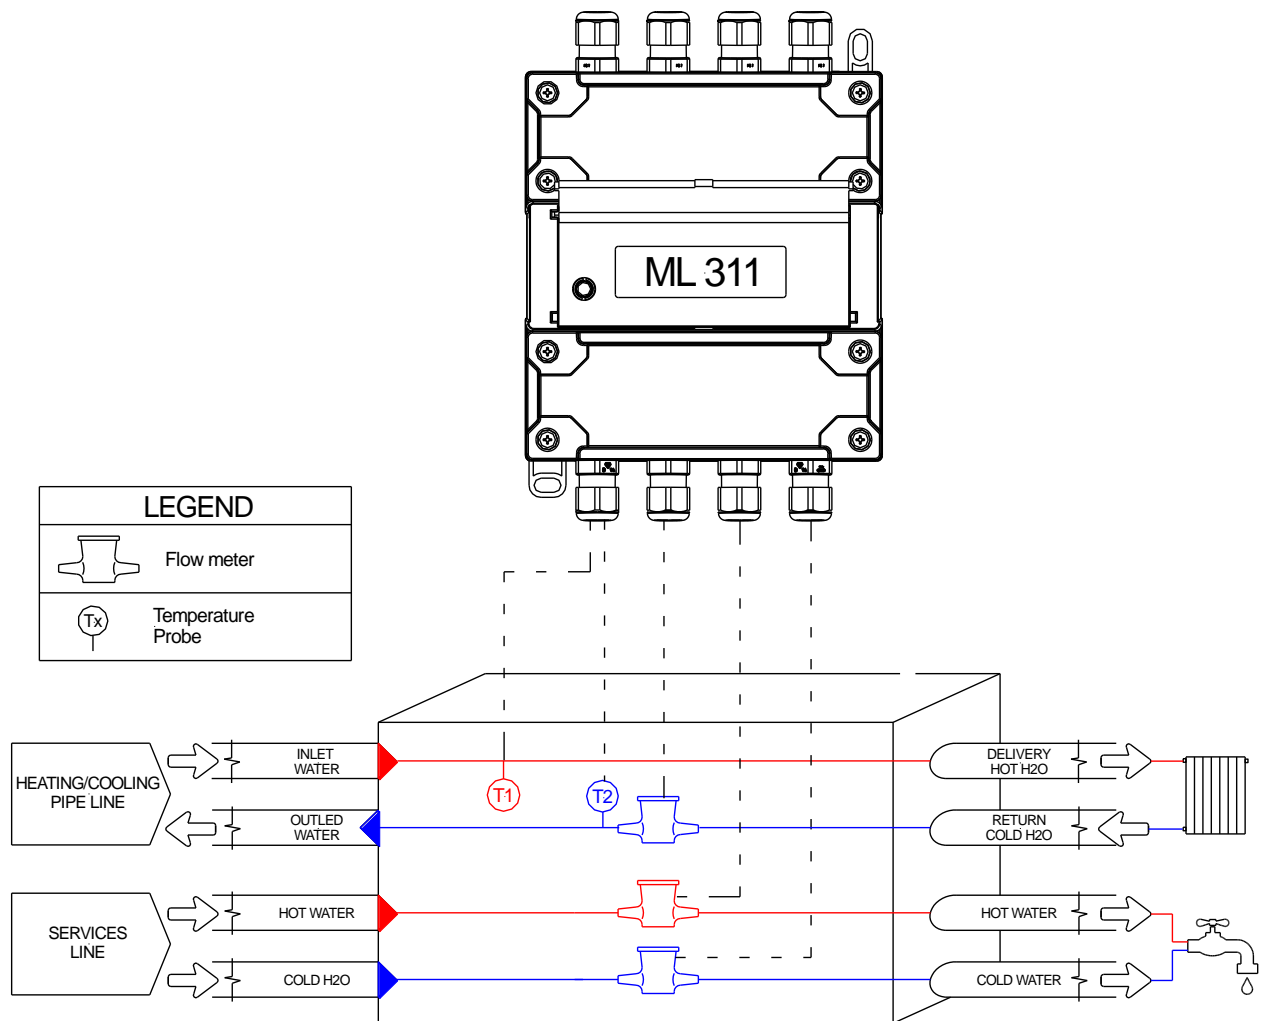 ML 311
LEGEND
Flow meter
Tx
Temperature
Probe
HEATING/COOLING
PIPE LINE
INLET
WATER
T1
DELIVERY
HOT H2O
OUTLED
WATER
T2
RETURN
COLD H2O
SERVICES
LINE
HOT WATER
HOT WATER
COLD H2O
COLD WATER